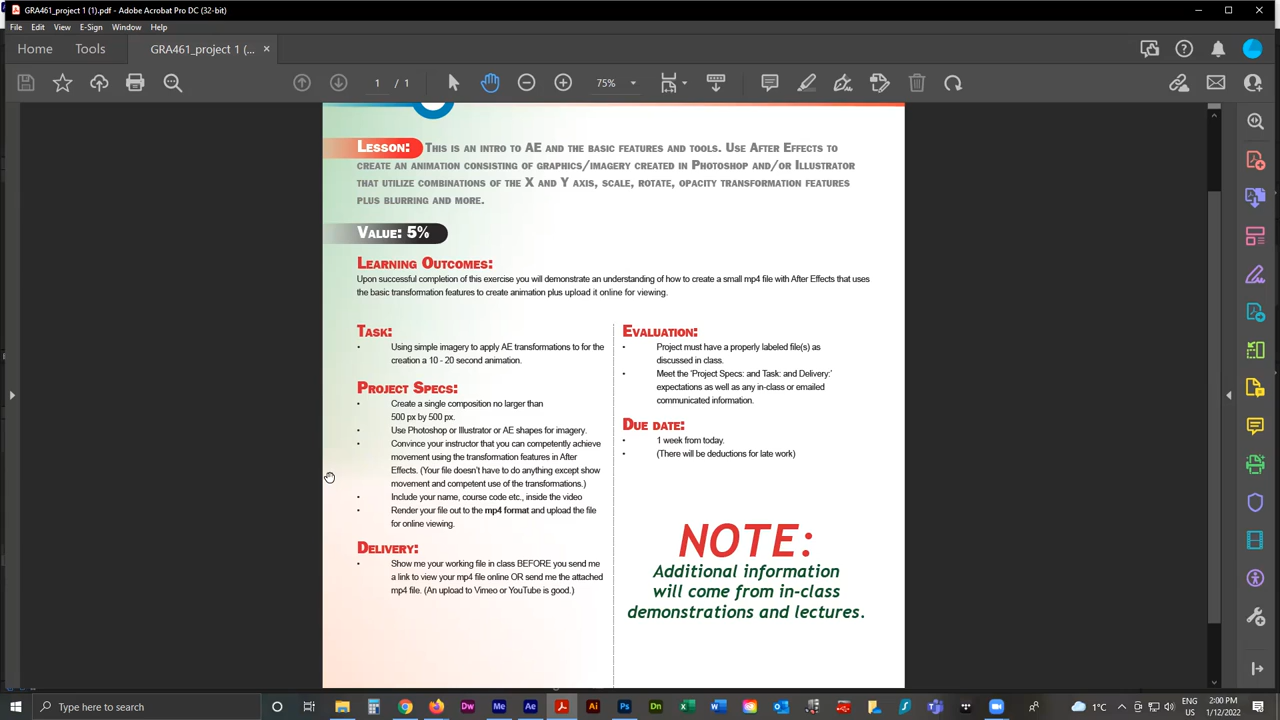 GRA461_project 1 (1).pdf - Adobe Acrobat Pro DC (32-bit)
File Edit View E-Sign Window Help
Home Tools GRA461_project 1 (... ×
1 / 1 75%
Lesson: This is an intro to AE and the basic features and tools. Use After Effects to
create an animation consisting of graphics/imagery created in Photoshop and/or Illustrator
that utilize combinations of the X and Y axis, scale, rotate, opacity transformation features
plus blurring and more.
Value: 5%
Learning Outcomes:
Upon successful completion of this exercise you will demonstrate an understanding of how to create a small mp4 file with After Effects that uses
the basic transformation features to create animation plus upload it online for viewing.
Task:
• Using simple imagery to apply AE transformations to for the
creation a 10 - 20 second animation.
Project Specs:
• Create a single composition no larger than
500 px by 500 px.
• Use Photoshop or Illustrator or AE shapes for imagery.
• Convince your instructor that you can competently achieve
movement using the transformation features in After
Effects. (Your file doesn't have to do anything except show
movement and competent use of the transformations.)
• Include your name, course code etc., inside the video
• Render your file out to the mp4 format and upload the file
for online viewing.
Delivery:
• Show me your working file in class BEFORE you send me
a link to view your mp4 file online OR send me the attached
mp4 file. (An upload to Vimeo or YouTube is good.)
Evaluation:
• Project must have a properly labeled file(s) as
discussed in class.
• Meet the 'Project Specs: and Task: and Delivery:'
expectations as well as any in-class or emailed
communicated information.
Due date:
• 1 week from today.
• (There will be deductions for late work)
NOTE:
Additional information
will come from in-class
demonstrations and lectures.
Type here to search
Dw Me Ae Ai Ps Dn
1°C
ENG
US
2:00 PM
1/12/2022